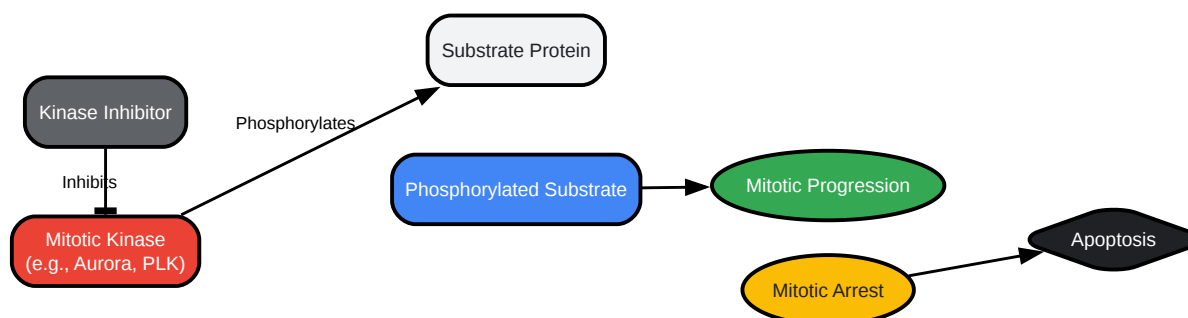 Substrate Protein
Kinase Inhibitor
Phosphorylates
Inhibits
Phosphorylated Substrate
Mitotic Progression
Mitotic Kinase
(e.g., Aurora, PLK)
Apoptosis
Mitotic Arrest